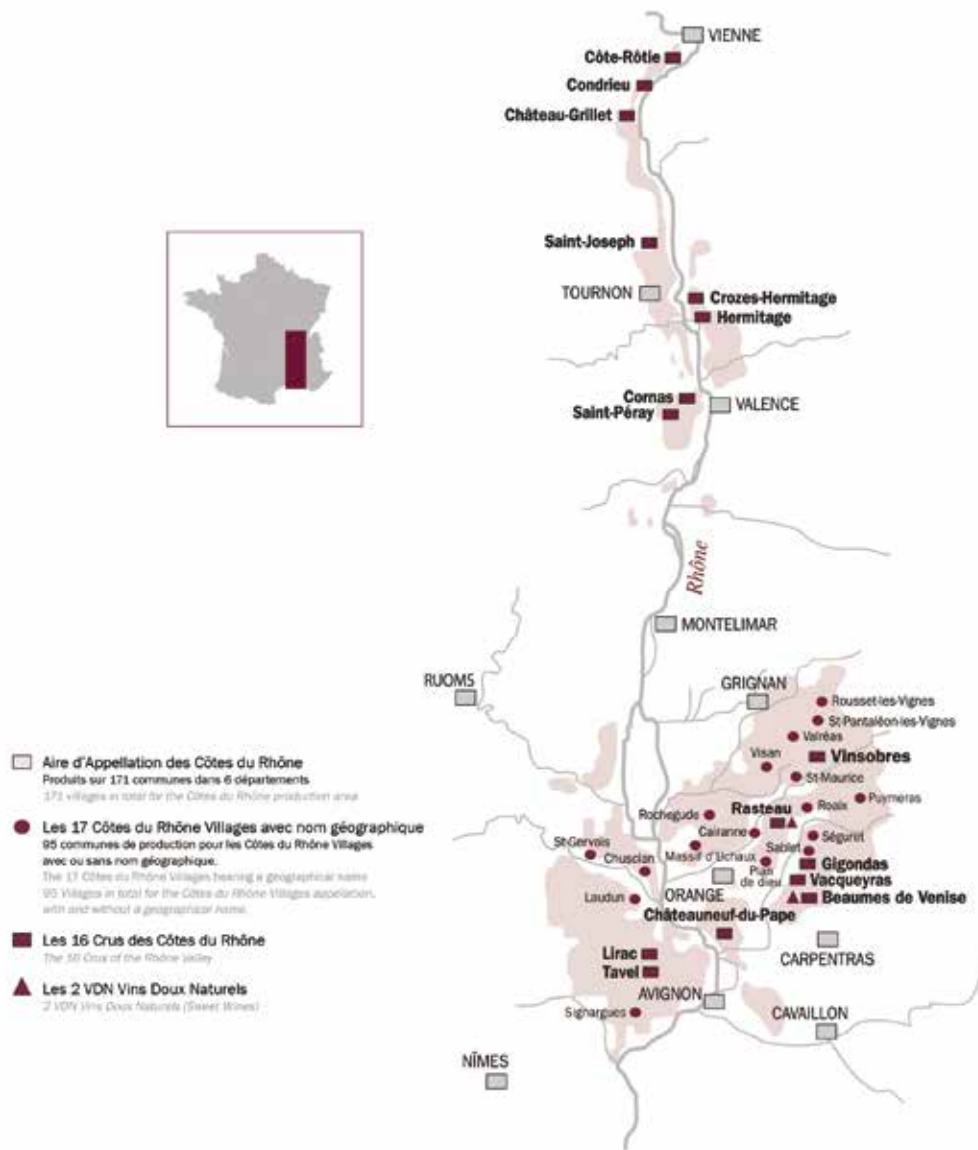 VIENNE
Côte-Rôtie
Condrieu
Château-Grillet
Saint-Joseph
TOURNON
Crozes-Hermitage
Hermitage
Cornas
Saint-Péray
VALENCE
Rhône
MONTELIMAR
RUOMS
GRIGNAN
Rousset-les-Vignes
St-Pantaléon-les-Vignes
Valréas
Visan
Vinsobres
St-Maurice
Puymeras
Rochegude
Rasteau
Roaix
Cairanne
Séguret
St-Gervais
Sablet
Massif d'Uchaux
Chusclan
Plan
de dieu
Gigondas
Vacqueyras
ORANGE
Laudun
Beaumes de Venise
Châteauneuf-du-Pape
Lirac
CARPENTRAS
Tavel
AVIGNON
Signargues
CAVAILLON
NÎMES
Aire d'Appellation des Côtes du Rhône
Produits sur 171 communes dans 6 départements
171 villages in total for the Côtes du Rhône production area
Les 17 Côtes du Rhône Villages avec nom géographique
95 communes de production pour les Côtes du Rhône Villages
avec ou sans nom géographique.
The 17 Côtes du Rhône Villages bearing a geographical name
95 Villages in total for the Côtes du Rhône Villages appelation,
with and without a geographical name.
Les 16 Crus des Côtes du Rhône
The 16 Crus of the Rhône Valley
Les 2 VDN Vins Doux Naturels
2 VDN Vins Doux Naturels (Sweet Wines)